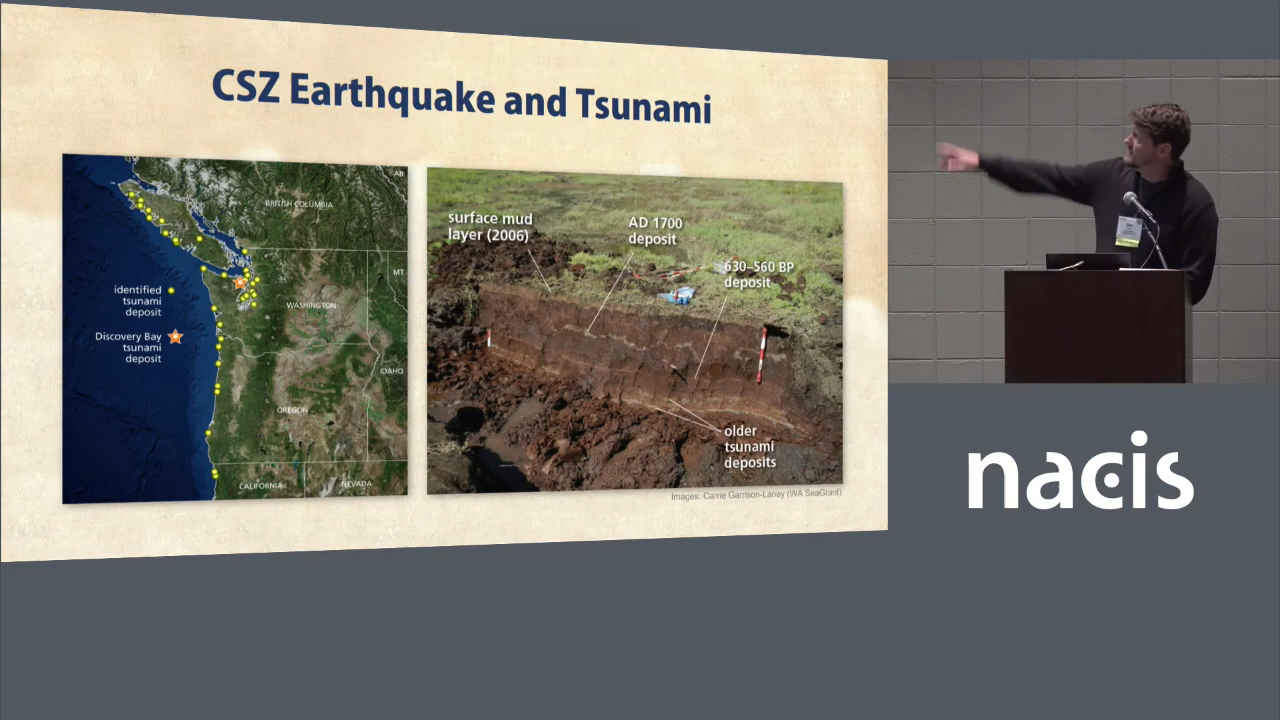 CSZ Earthquake and Tsunami
AB
BRITISH COLUMBIA
MT
identified
tsunami
deposit
WASHINGTON
Discovery Bay
tsunami
deposit
IDAHO
OREGON
CALIFORNIA
NEVADA
surface mud
layer (2006)
AD 1700
deposit
630–560 BP
deposit
older
tsunami
deposits
Images: Carrie Garrison-Laney (WA SeaGrant)
nacis